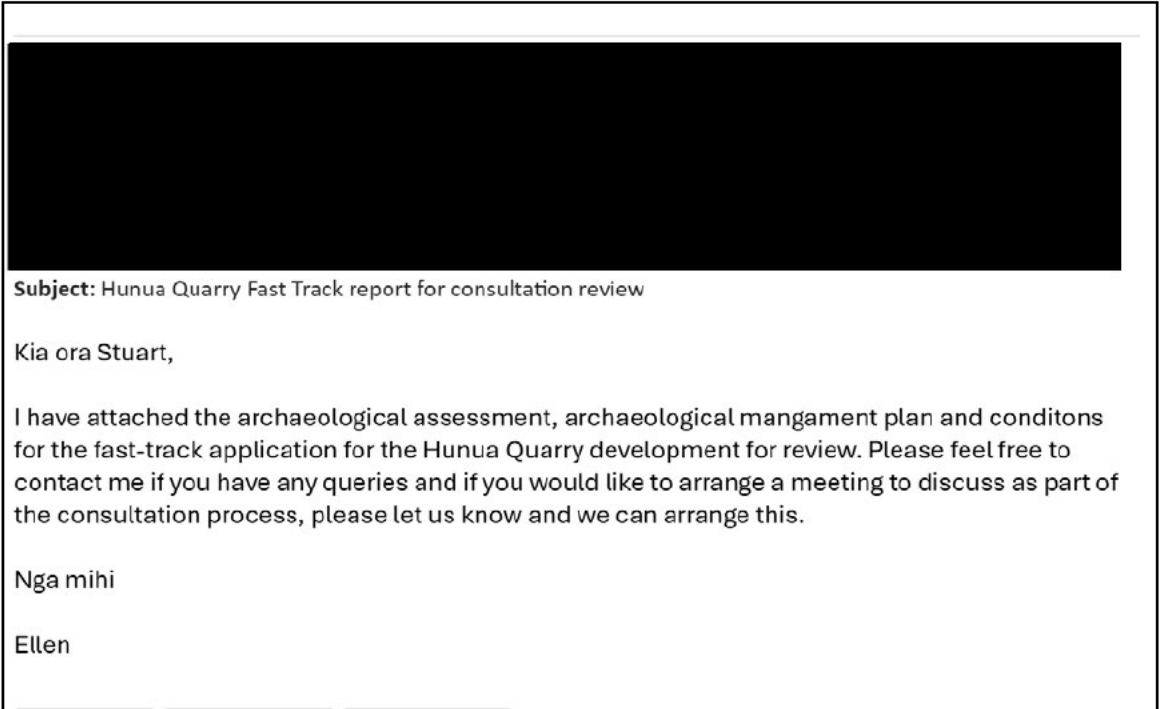 Subject: Hunua Quarry Fast Track report for consultation review
Kia ora Stuart,
I have attached the archaeological assessment, archaeological mangament plan and conditons
for the fast-track application for the Hunua Quarry development for review. Please feel free to
contact me if you have any queries and if you would like to arrange a meeting to discuss as part of
the consultation process, please let us know and we can arrange this.
Nga mihi
Ellen